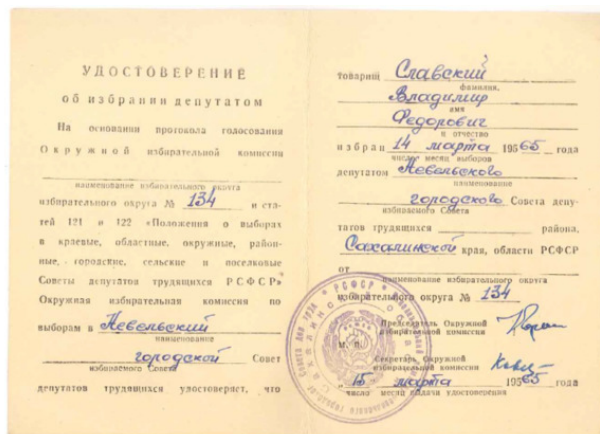 УДОСТОВЕРЕНИЕ
об избрании депутатом
На основании протокола голосования
Окружной избирательной комиссии
наименование избирательного округа
избирательного округа № 134 и ста-
тей 121 и 122 «Положения о выборах
в краевые, областные, окружные, район-
ные, городские, сельские и поселковые
Советы депутатов трудящихся РСФСР»
Окружная избирательная комиссия по
выборам в Невельский
наименование
городской Совет
избираемого Совета
депутатов трудящихся удостоверяет, что
товарищ Славский
фамилия,
Владимир
имя
Федорович
и отчество
избран 14 марта 195665 года
число месяц выборов
депутатом Невельского
наименование
городского Совета депу-
избираемого Совета
татов трудящихся района,
Сахалинской края, области РСФСР
от
наименование избирательного округа
избирательного округа № 134
Председатель Окружной
избирательной комиссии
м. п.
Секретарь Окружной
избирательной комиссии
15 марта 195665 года
число месяц выдачи удостоверения
РСФСР